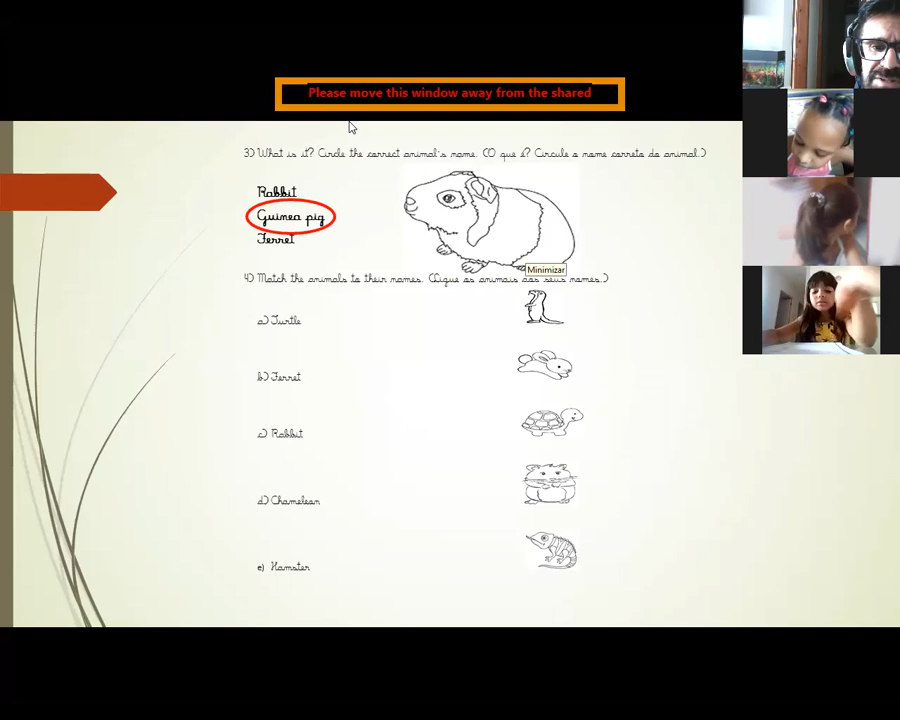 Please move this window away from the shared
3) What is it? Circle the correct animal's name. (O que é? Circule o nome correto do animal.)
Rabbit
Guinea pig
Ferret
Minimizar
4) Match the animals to their names. (Ligue os animais aos seus nomes.)
a) Turtle
b) Ferret
c) Rabbit
d) Chameleon
e) Hamster